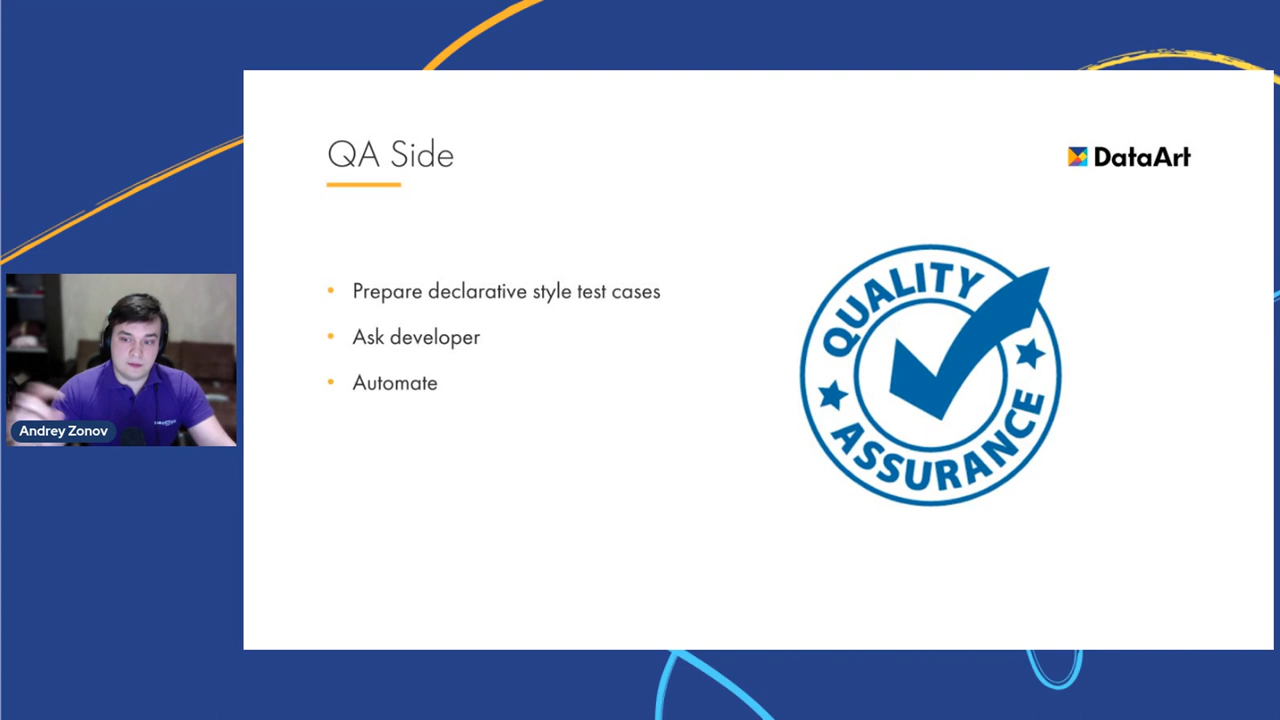 QA Side
DataArt
Prepare declarative style test cases
Ask developer
Automate
QUALITY
ASSURANCE
Andrey Zonov